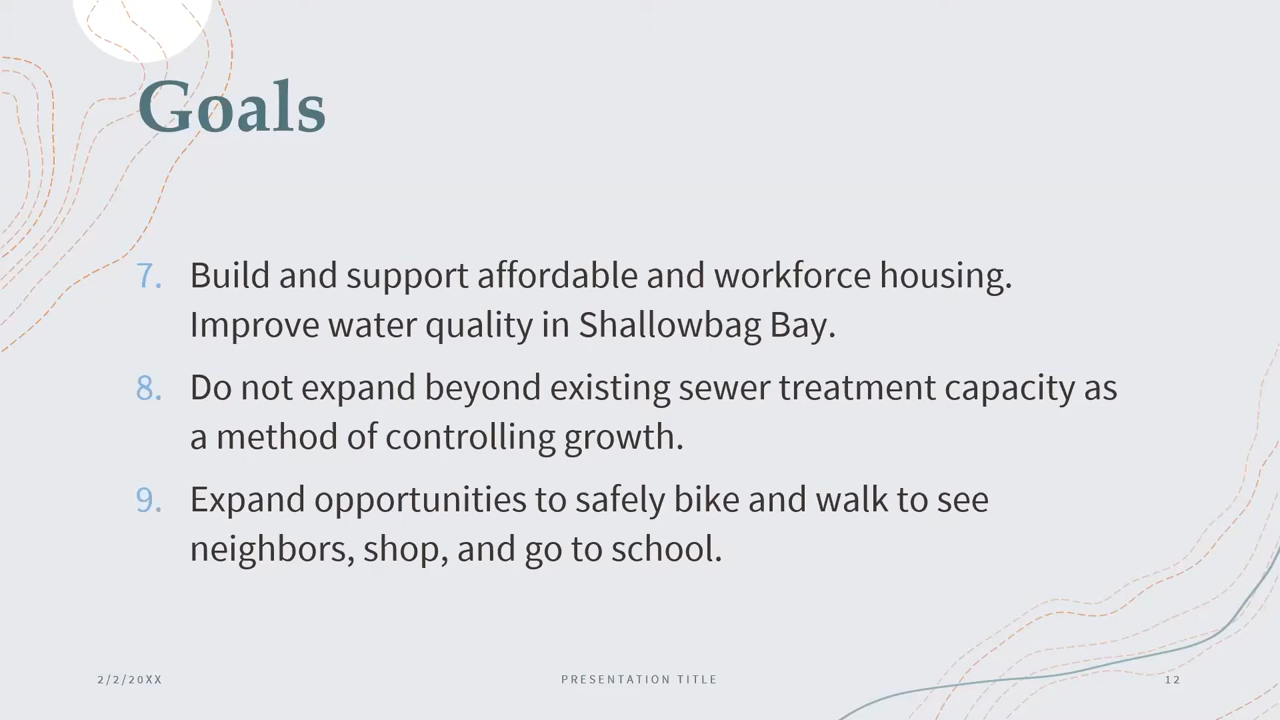 Goals
7. Build and support affordable and workforce housing.
Improve water quality in Shallowbag Bay.
8. Do not expand beyond existing sewer treatment capacity as
a method of controlling growth.
9. Expand opportunities to safely bike and walk to see
neighbors, shop, and go to school.
2/2/20XX
PRESENTATION TITLE
12